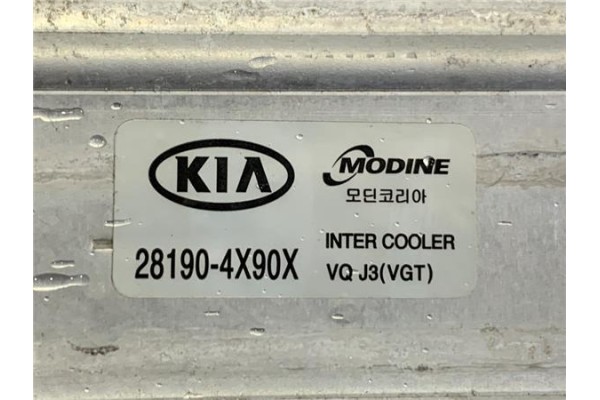 KIA
MODINE
모딘코리아
28190-4X90X
INTER COOLER
VQ J3(VGT)